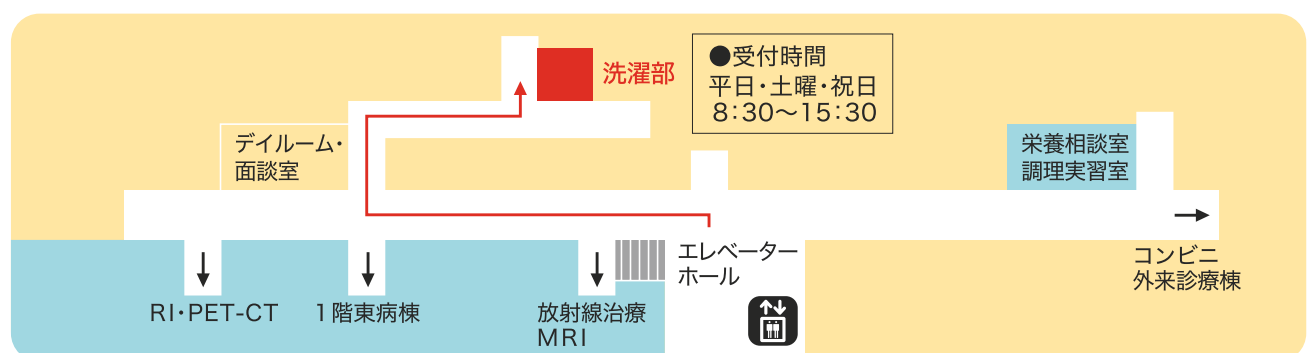 洗濯部
●受付時間
平日・土曜・祝日
8:30〜15:30
デイルーム・
面談室
栄養相談室
調理実習室
エレベーター
ホール
コンビニ
外来診療棟
RI・PET-CT
1階東病棟
放射線治療
MRI